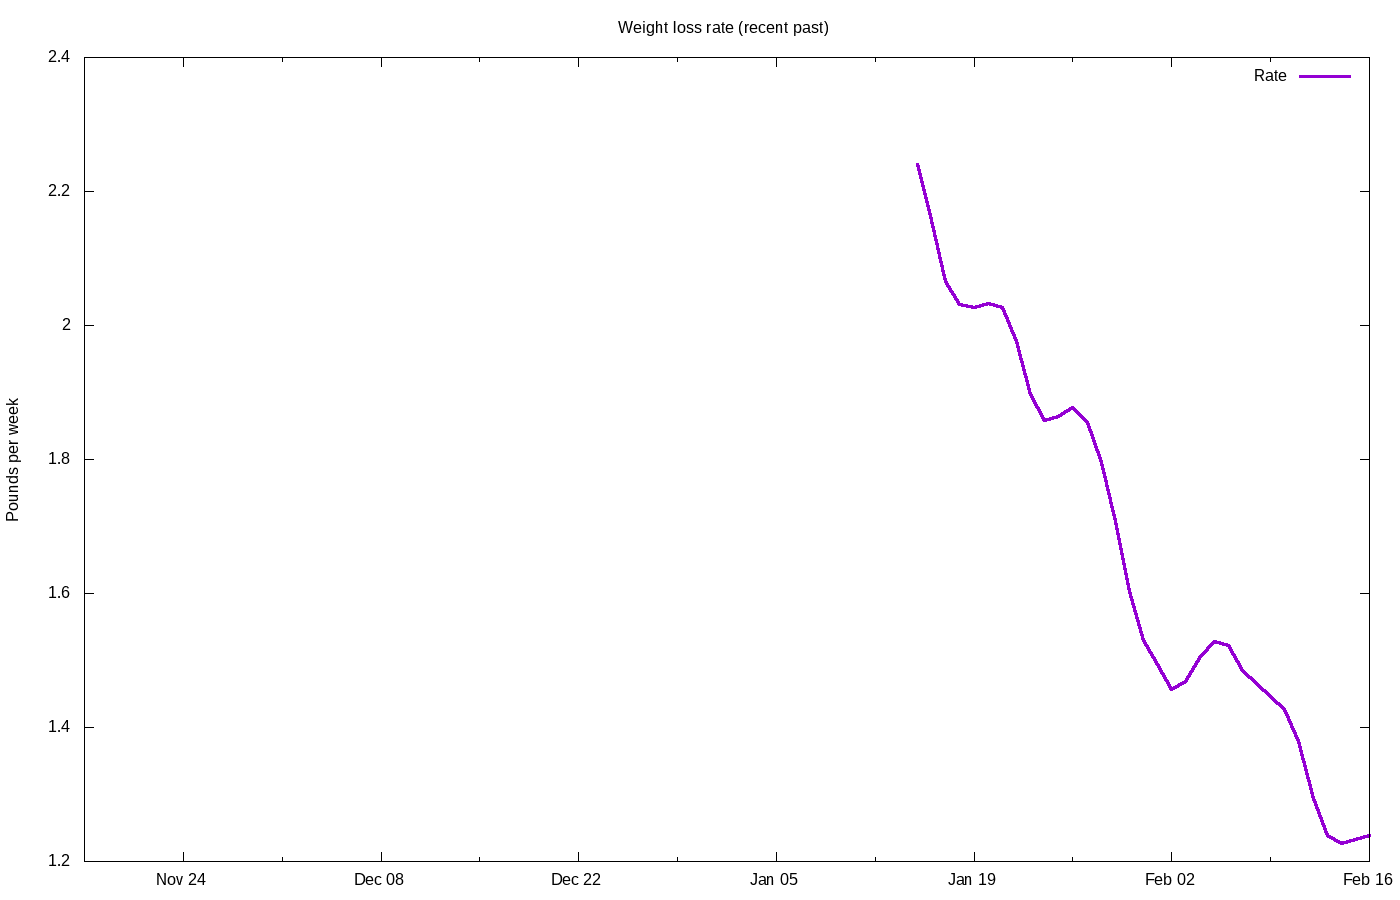 Weight loss rate (recent past)
Rate
2.4
2.2
2
1.8
1.6
1.4
1.2
Pounds per week
Nov 24
Dec 08
Dec 22
Jan 05
Jan 19
Feb 02
Feb 16